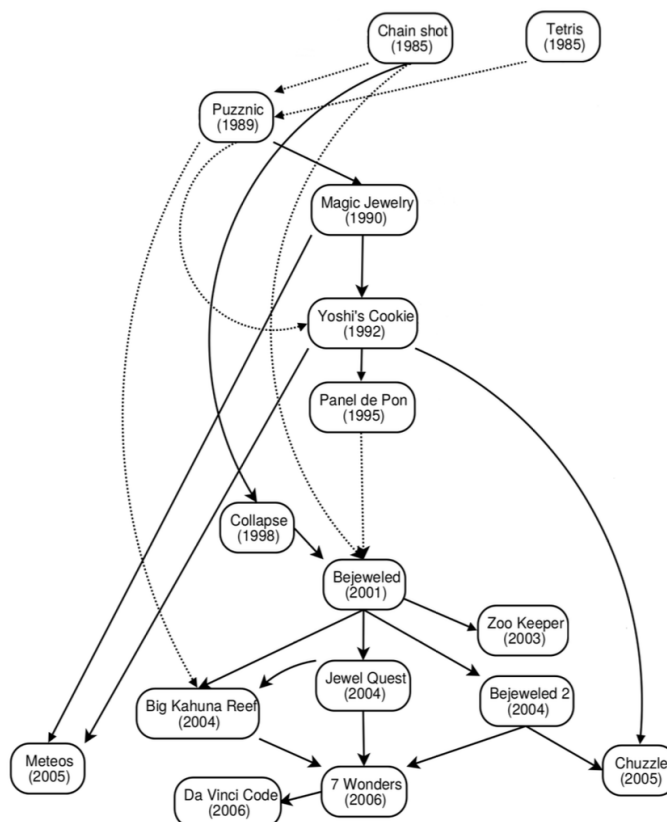 Chain shot
(1985)
Tetris
(1985)
Puzznic
(1989)
Magic Jewelry
(1990)
Yoshi's Cookie
(1992)
Panel de Pon
(1995)
Collapse
(1998)
Bejeweled
(2001)
Zoo Keeper
(2003)
Big Kahuna Reef
(2004)
Jewel Quest
(2004)
Bejeweled 2
(2004)
Meteos
(2005)
Chuzzle
(2005)
Da Vinci Code
(2006)
7 Wonders
(2006)